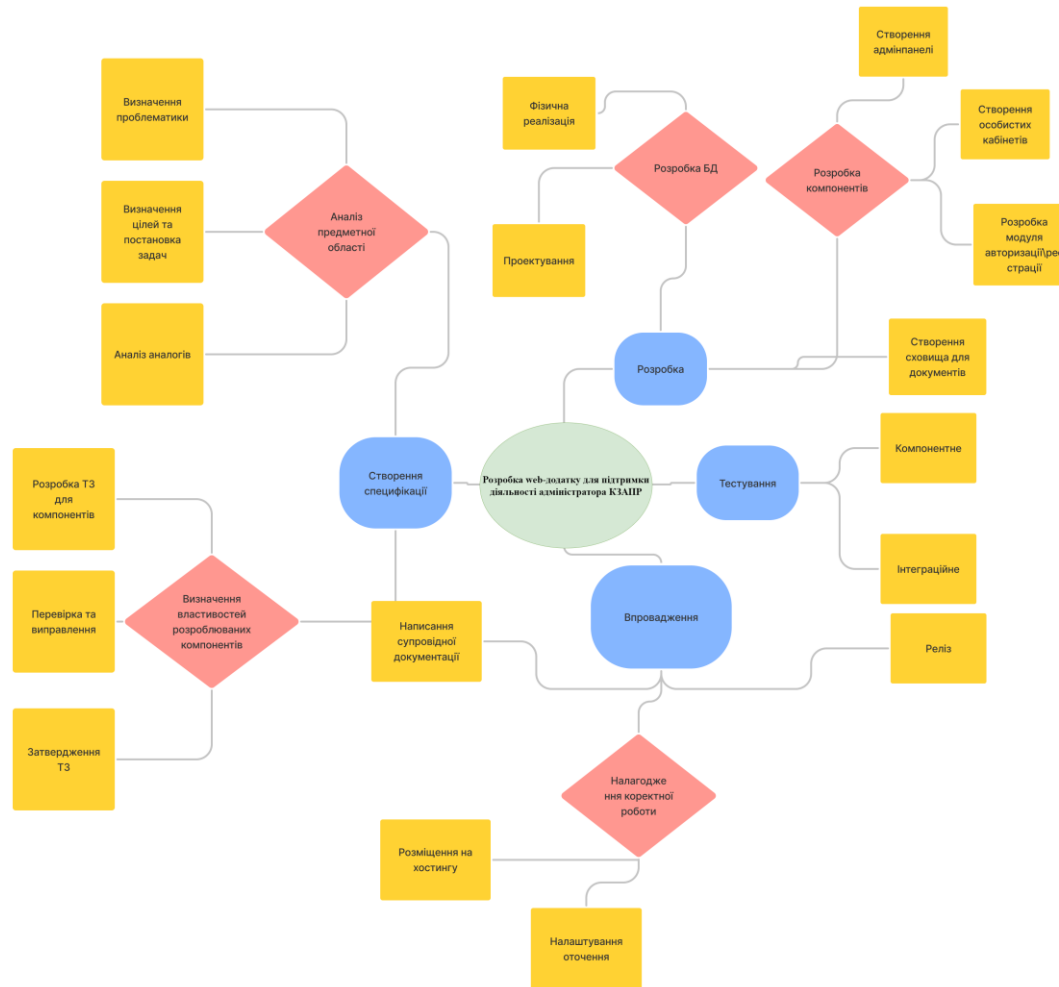 Створення
адмінпанелі
Визначення
проблематики
Фізична
реалізація
Створення
особистих
кабінетів
Розробка БД
Розробка
компонентів
Визначення
цілей та
постановка
задач
Аналіз
предметної
області
Проектування
Розробка
модуля
авторизації\реє
страції
Аналіз аналогів
Розробка
Створення
сховища для
документів
Створення
специфікації
Розробка web-додатку для підтримки
діяльності адміністратора КЗАПР
Тестування
Компонентне
Розробка ТЗ
для
компонентів
Інтеграційне
Визначення
властивостей
розроблюваних
компонентів
Перевірка та
виправлення
Написання
супровідної
документації
Впровадження
Реліз
Затвердження
ТЗ
Налагодже
ння коректної
роботи
Розміщення на
хостингу
Налаштування
оточення